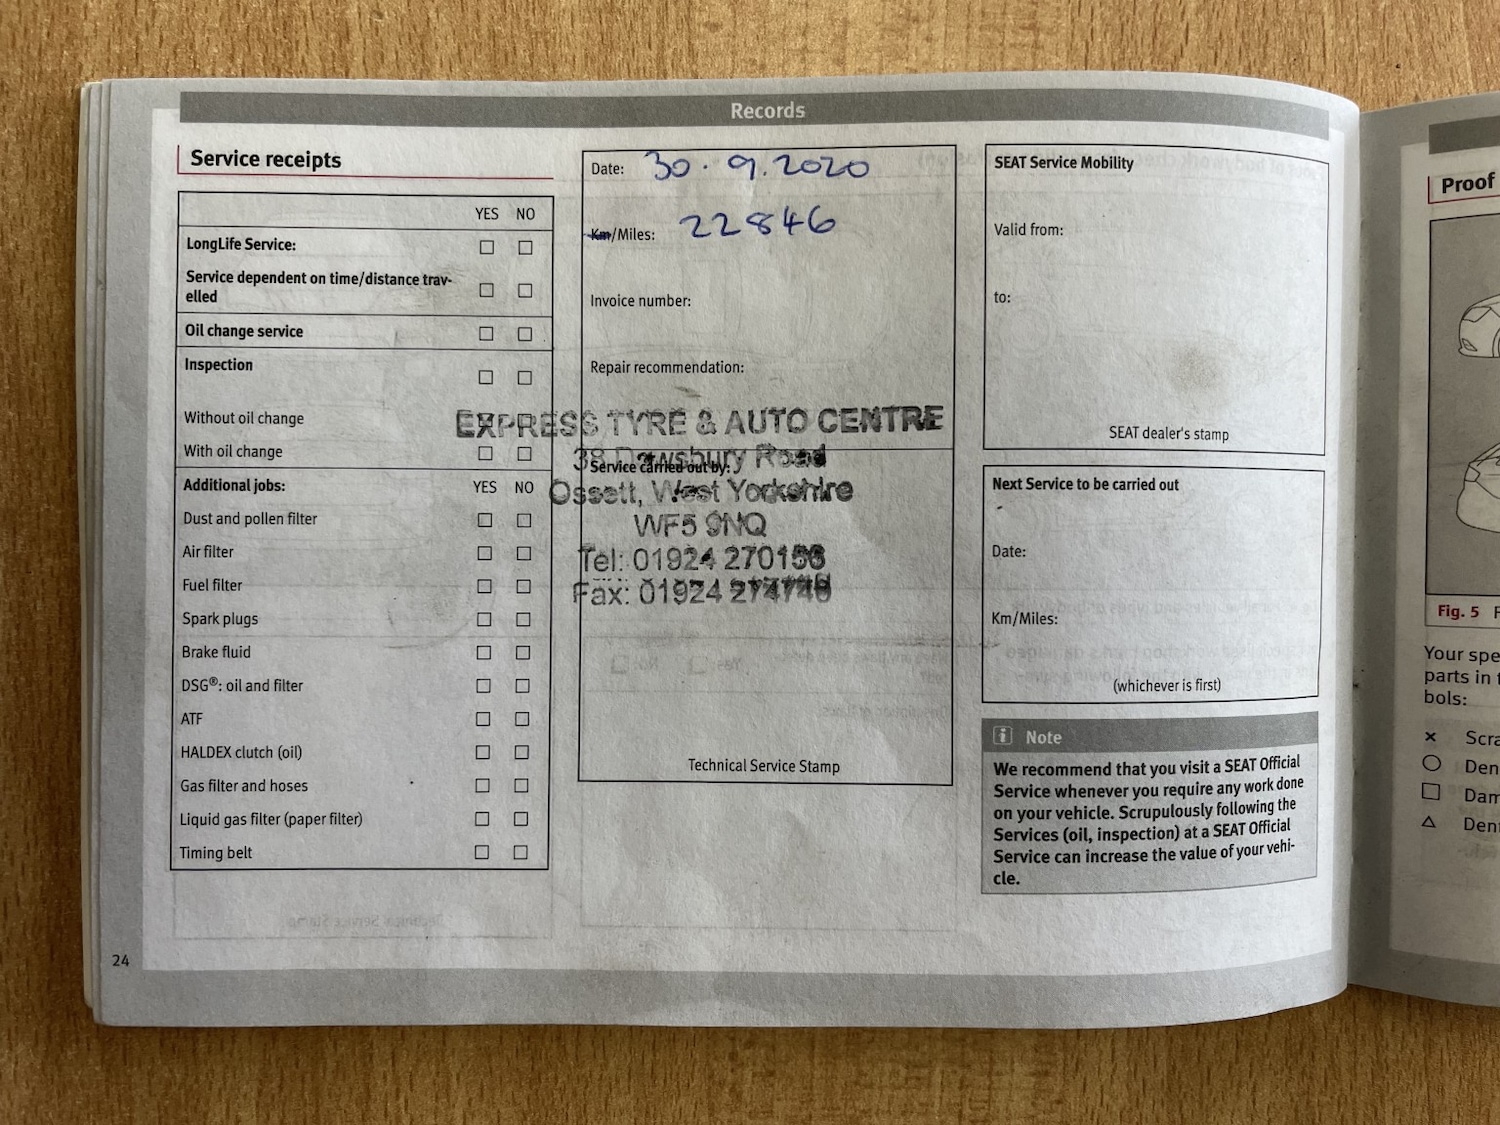 Records
Service receipts
YES NO
LongLife Service:
Service dependent on time/distance trav-
elled
Oil change service
Inspection
Without oil change
With oil change
Additional jobs: YES NO
Dust and pollen filter
Air filter
Fuel filter
Spark plugs
Brake fluid
DSG®: oil and filter
ATF
HALDEX clutch (oil)
Gas filter and hoses
Liquid gas filter (paper filter)
Timing belt
Date: 30.9.2020
Km/Miles: 22846
Invoice number:
Repair recommendation:
EXPRESS TYRE & AUTO CENTRE
38 Dewsbury Road
Service carried out by:
Ossett, West Yorkshire
WF5 9NQ
Tel: 01924
Fax: 01924
Technical Service Stamp
SEAT Service Mobility
Valid from:
to:
SEAT dealer's stamp
Next Service to be carried out
Date:
Km/Miles:
(whichever is first)
Note
We recommend that you visit a SEAT Official
Service whenever you require any work done
on your vehicle. Scrupulously following the
Services (oil, inspection) at a SEAT Official
Service can increase the value of your vehi-
cle.
24
Proof
Fig. 5
Your spe
parts in
bols:
× Scra
Den
Dam
Dent